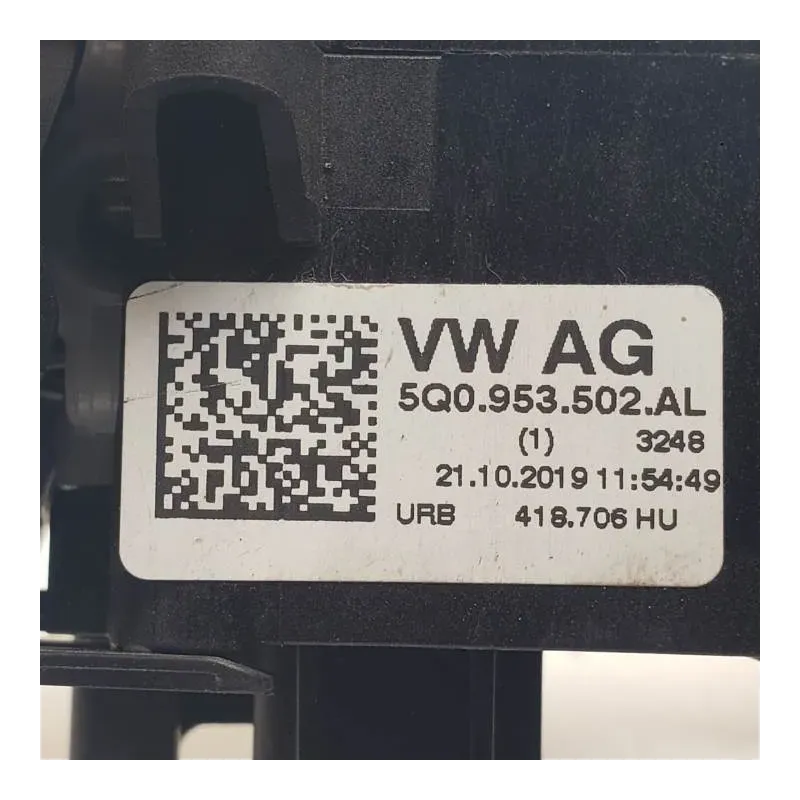 VW AG
5Q0.953.502.AL
(1) 3248
21.10.2019 11:54:49
URB 418.706 HU